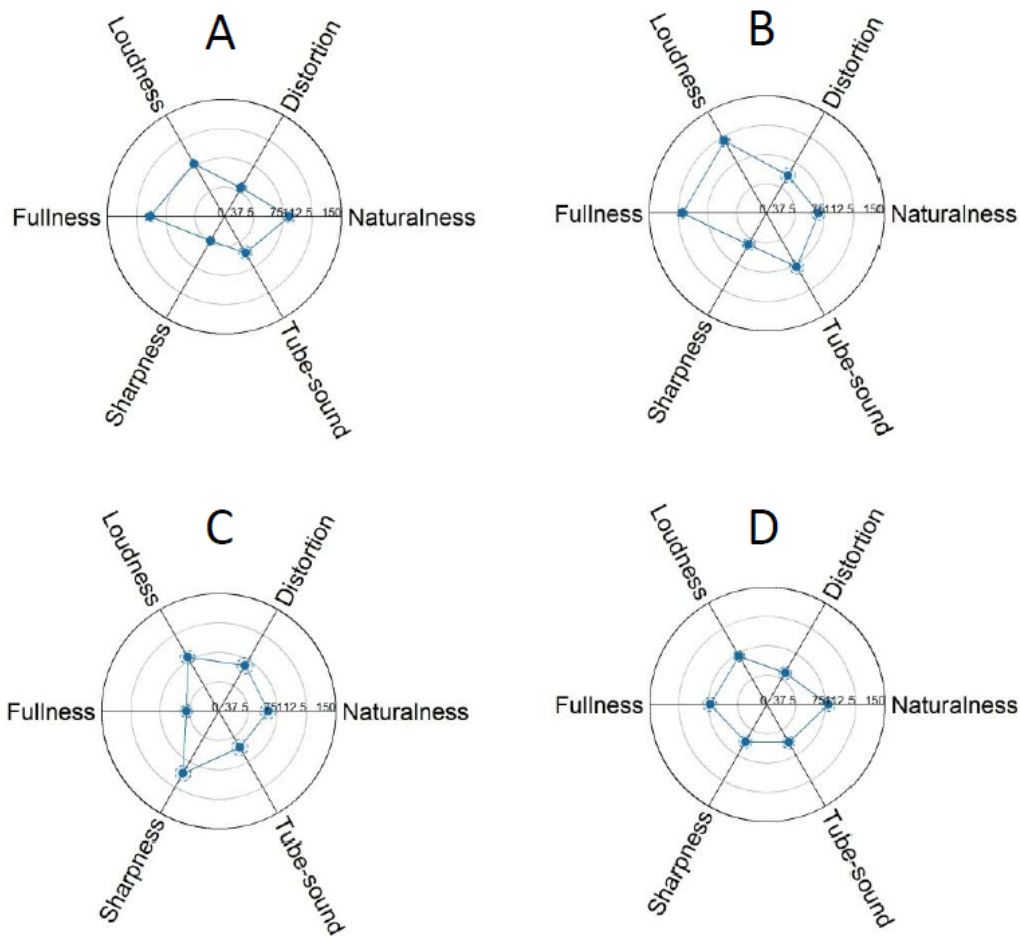 A
Loudness
Distortion
Fullness
0 37.5 75 112.5 150
Naturalness
Sharpness
Tube-sound
B
Loudness
Distortion
Fullness
0 37.5 75 112.5 150
Naturalness
Sharpness
Tube-sound
C
Loudness
Distortion
Fullness
0 37.5 75 112.5 150
Naturalness
Sharpness
Tube-sound
D
Loudness
Distortion
Fullness
0 37.5 75 112.5 150
Naturalness
Sharpness
Tube-sound